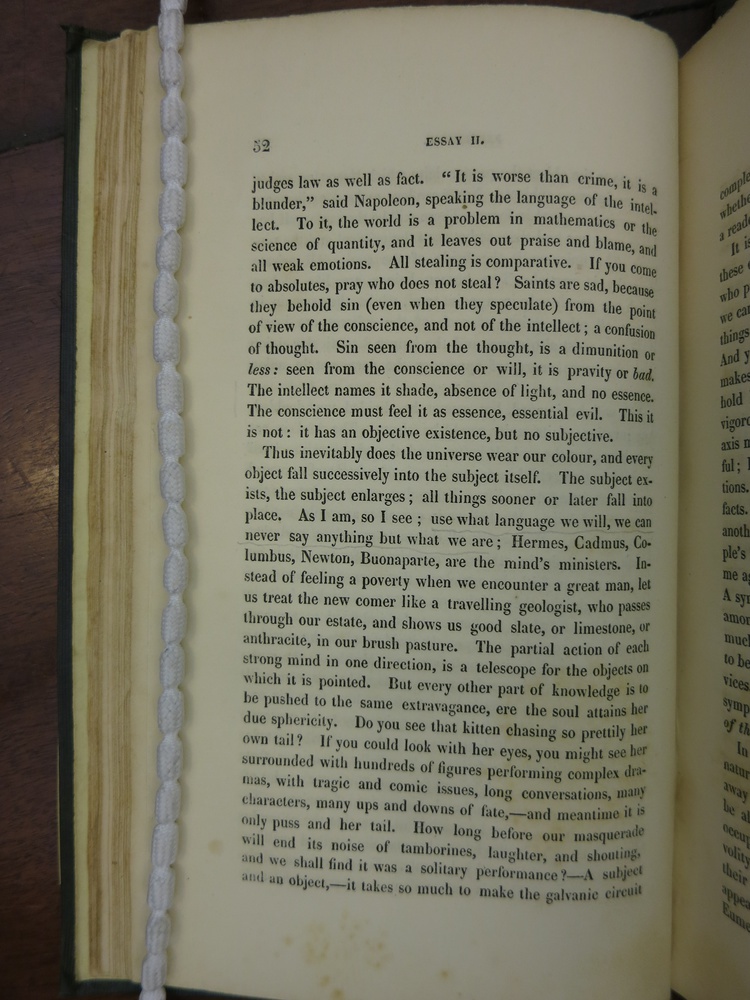 52
ESSAY II.
judges law as well as fact. "It is worse than crime, it is a
blunder," said Napoleon, speaking the language of the intel-
lect. To it, the world is a problem in mathematics or the
science of quantity, and it leaves out praise and blame, and
all weak emotions. All stealing is comparative. If you come
to absolutes, pray who does not steal? Saints are sad, because
they behold sin (even when they speculate) from the point
of view of the conscience, and not of the intellect; a confusion
of thought. Sin seen from the thought, is a dimunition or
less: seen from the conscience or will, it is pravity or bad.
The intellect names it shade, absence of light, and no essence.
The conscience must feel it as essence, essential evil. This it
is not: it has an objective existence, but no subjective.
Thus inevitably does the universe wear our colour, and every
object fall successively into the subject itself. The subject ex-
ists, the subject enlarges; all things sooner or later fall into
place. As I am, so I see; use what language we will, we can
never say anything but what we are; Hermes, Cadmus, Co-
lumbus, Newton, Buonaparte, are the mind's ministers. In-
stead of feeling a poverty when we encounter a great man, let
us treat the new comer like a travelling geologist, who passes
through our estate, and shows us good slate, or limestone, or
anthracite, in our brush pasture. The partial action of each
strong mind in one direction, is a telescope for the objects on
which it is pointed. But every other part of knowledge is to
be pushed to the same extravagance, ere the soul attains her
due sphericity. Do you see that kitten chasing so prettily her
own tail? If you could look with her eyes, you might see her
surrounded with hundreds of figures performing complex dra-
mas, with tragic and comic issues, long conversations, many
characters, many ups and downs of fate,—and meantime it is
only puss and her tail. How long before our masquerade
will end its noise of tamborines, laughter, and shouting,
and we shall find it was a solitary performance?—A subject
and an object,—it takes so much to make the galvanic circuit
whethe
a reade
It is
these
who p
we ca
things
And y
makes
hold
vigoro
axis n
ful; I
tions.
facts.
anoth
ple's
me a
A sy
amor
much
to be
vices
symp
of th
In
natur
away
be al
occup
volity
their
appea
Eume